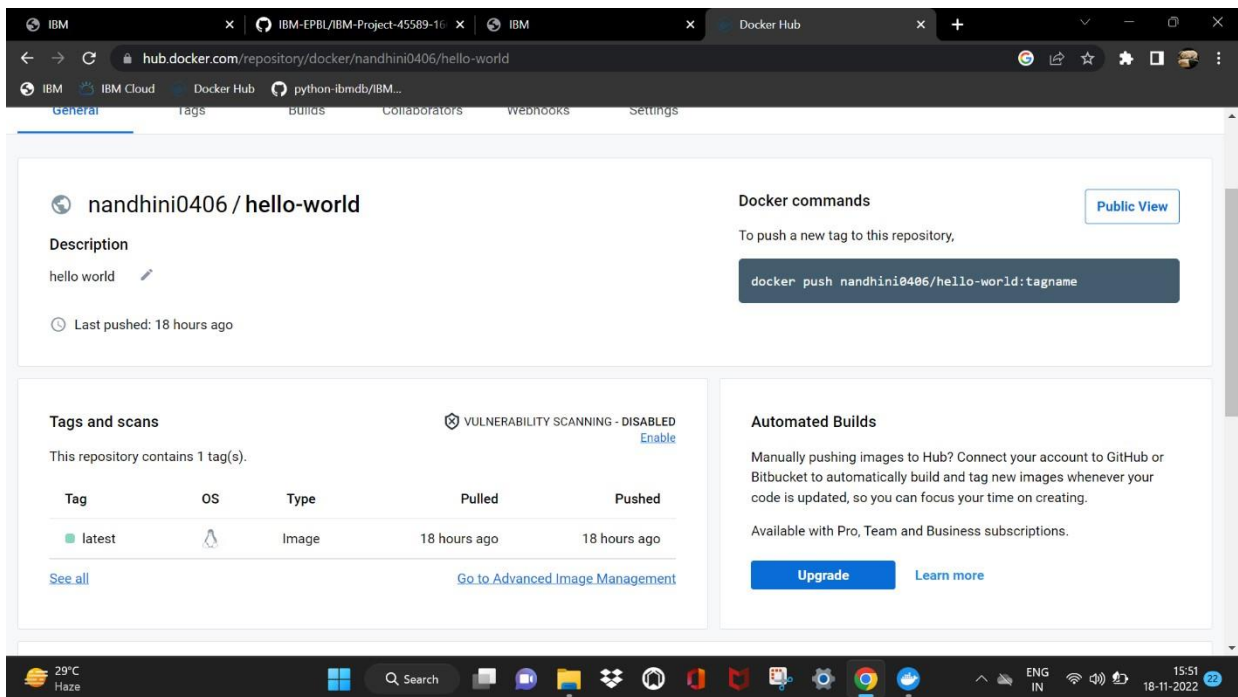 IBM
IBM-EPBL/IBM-Project-45589-16
IBM
Docker Hub
hub.docker.com/repository/docker/nandhini0406/hello-world
IBM
IBM Cloud
Docker Hub
python-ibmdb/IBM...
General
Tags
Builds
Collaborators
Webhooks
Settings
nandhini0406 / hello-world
Description
hello world
Last pushed: 18 hours ago
Docker commands
Public View
To push a new tag to this repository,
docker push nandhini0406/hello-world:tagname
Tags and scans
VULNERABILITY SCANNING - DISABLED
Enable
This repository contains 1 tag(s).
Tag OS Type Pulled Pushed
latest Image 18 hours ago 18 hours ago
See all
Go to Advanced Image Management
Automated Builds
Manually pushing images to Hub? Connect your account to GitHub or
Bitbucket to automatically build and tag new images whenever your
code is updated, so you can focus your time on creating.
Available with Pro, Team and Business subscriptions.
Upgrade
Learn more
29°C
Haze
Search
ENG
IN
15:51
18-11-2022
22